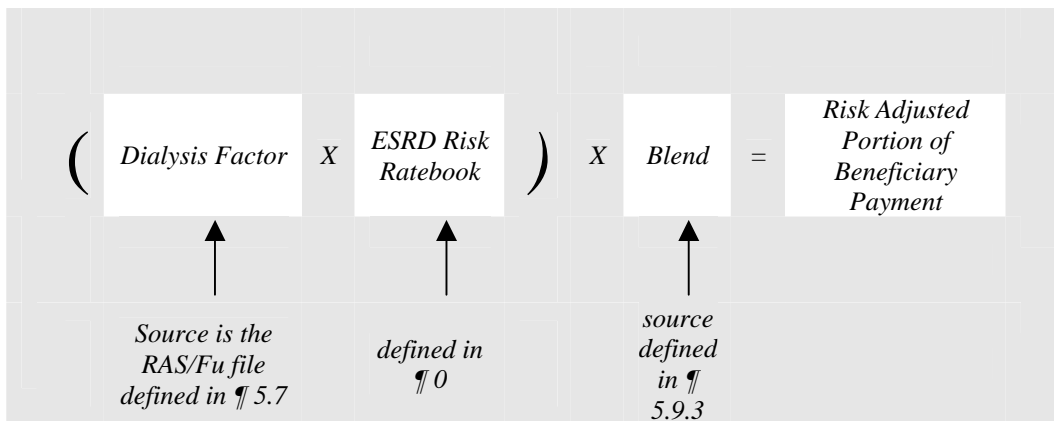 ( Dialysis Factor X ESRD Risk Ratebook ) X Blend = Risk Adjusted Portion of Beneficiary Payment
Source is the
RAS/Fu file
defined in ¶ 5.7
defined in
¶ 0
source
defined
in ¶
5.9.3